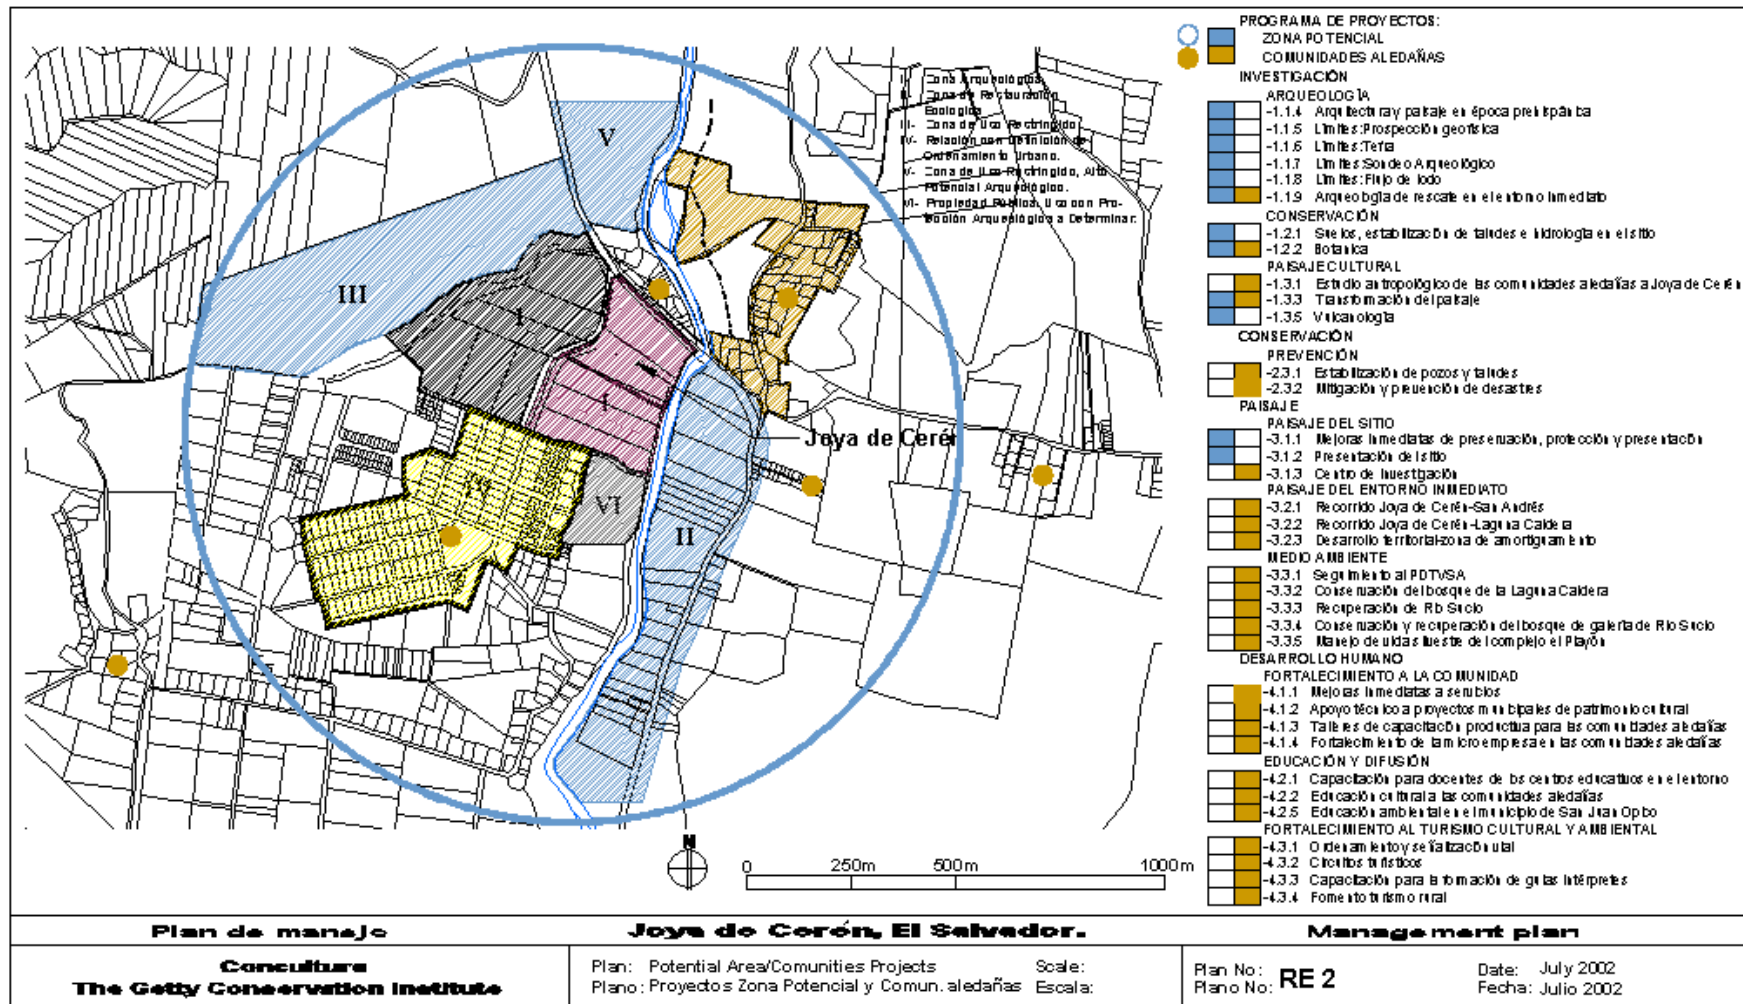 PROGRAMA DE PROYECTOS:
ZONA POTENCIAL
COMUNIDADES ALEDAÑAS
INVESTIGACIÓN
ARQUEOLOGÍA
-1.1.4 Arquitectura y paisaje en época prehispánica
-1.1.5 Límites: Prospección geofísica
-1.1.6 Límites: Tefra
-1.1.7 Límites: Sondeo Arqueológico
-1.1.8 Límites: Flujo de lodo
-1.1.9 Arqueología de rescate en el entorno inmediato
CONSERVACIÓN
-1.2.1 Suelos, estabilización de taludes e hidrología en el sitio
-1.2.2 Botanica
PAISAJE CULTURAL
-1.3.1 Estudio antropológico de las comunidades aledañas a Joya de Cerén
-1.3.3 Transformación del paisaje
-1.3.5 Vulcanología
CONSERVACIÓN
PREVENCIÓN
-2.3.1 Estabilización de pozos y taludes
-2.3.2 Mitigación y prevención de desastres
PAISAJE
PAISAJE DEL SITIO
-3.1.1 Mejoras inmediatas de preservación, protección y presentación
-3.1.2 Presentación del sitio
-3.1.3 Centro de investigación
PAISAJE DEL ENTORNO INMEDIATO
-3.2.1 Recorrido Joya de Cerén-San Andrés
-3.2.2 Recorrido Joya de Cerén-Laguna Caldera
-3.2.3 Desarrollo territorial-zona de amortiguamiento
MEDIO AMBIENTE
-3.3.1 Seguimiento al PDTVSA
-3.3.2 Conservación del bosque de la Laguna Caldera
-3.3.3 Recuperación de Río Sucio
-3.3.4 Conservación y recuperación del bosque de galería de Río Sucio
-3.3.5 Manejo de vida silvestre del complejo el Playón
DESARROLLO HUMANO
FORTALECIMIENTO A LA COMUNIDAD
-4.1.1 Mejoras inmediatas a servicios
-4.1.2 Apoyo técnico a proyectos municipales de patrimonio cultural
-4.1.3 Talleres de capacitación productiva para las comunidades aledañas
-4.1.4 Fortalecimiento de la microempresa en las comunidades aledañas
EDUCACIÓN Y DIFUSIÓN
-4.2.1 Capacitación para docentes de los centros educativos en el entorno
-4.2.2 Educación cultural a las comunidades aledañas
-4.2.5 Educación ambiental en el municipio de San Juan Opico
FORTALECIMIENTO AL TURISMO CULTURAL Y AMBIENTAL
-4.3.1 Ordenamiento y señalización vial
-4.3.2 Circuitos turísticos
-4.3.3 Capacitación para la formación de guías intérpretes
-4.3.4 Fomento turismo rural
I- Zona Arqueológica.
II- Zona de Restauración
Ecologica
III- Zona de Uso Restringido
IV- Relación con Definición de
Ordenamiento Urbano.
V- Zona de Uso Restringido, Alto
Potencial Arqueológico.
VI- Propiedad Pública, Uso con Pro-
tección Arqueológica a Determinar.
V
III
I
I
IV
VI
II
Joya de Cerén
N
0 250m 500m 1000m
Plan de manejo
Joya de Cerén, El Salvador.
Management plan
Conculture
The Getty Conservation Institute
Plan: Potential Area/Comunities Projects
Plano: Proyectos Zona Potencial y Comun. aledañas
Scale:
Escala:
Plan No:
Plano No: RE 2
Date: July 2002
Fecha: Julio 2002